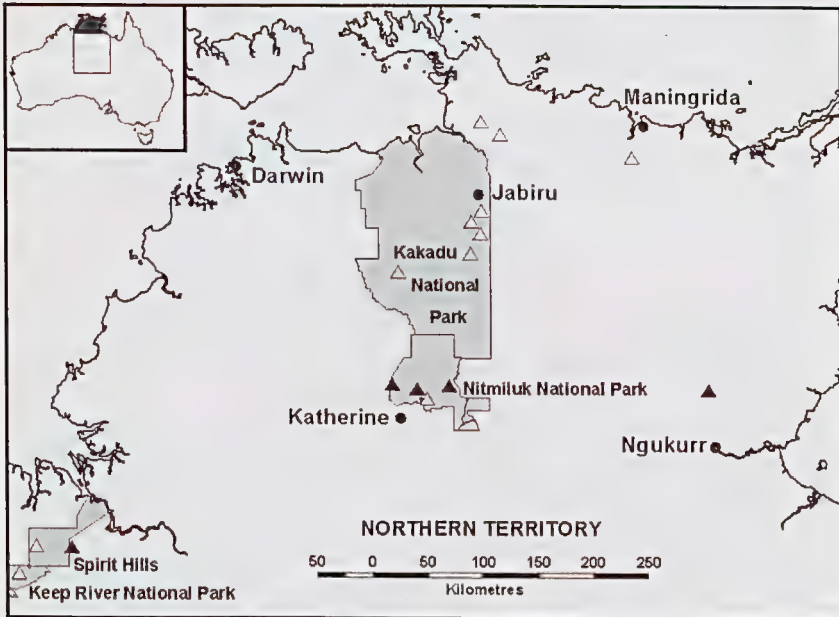 Maningrida
Darwin
Jabiru
Kakadu
National
Park
Nitmiluk National Park
Katherine
Ngukurr
NORTHERN TERRITORY
50 0 50 100 150 200 250
Kilometres
Spirit Hills
Keep River National Park